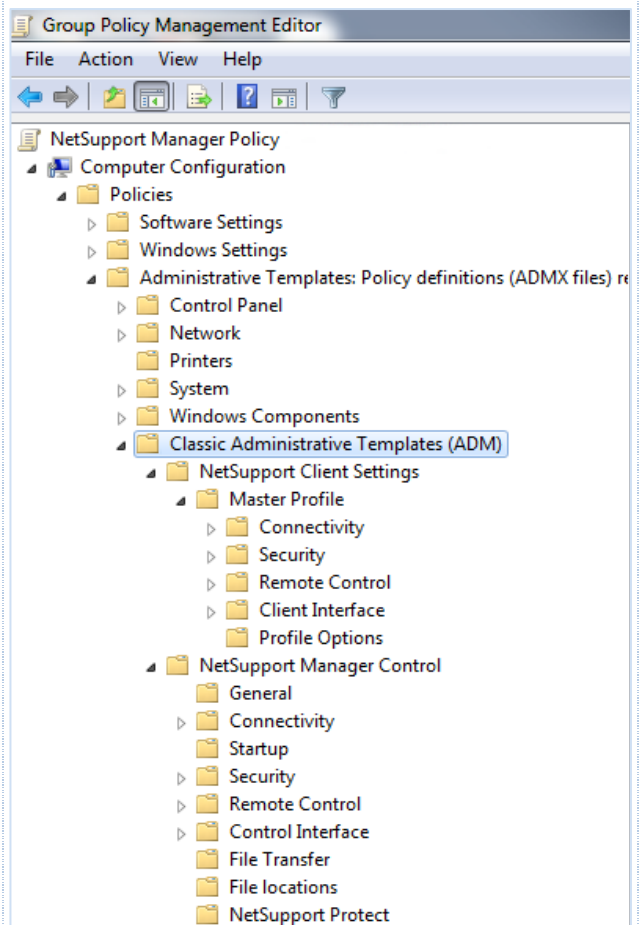 Group Policy Management Editor
File Action View Help
NetSupport Manager Policy
Computer Configuration
Policies
Software Settings
Windows Settings
Administrative Templates: Policy definitions (ADMX files) re
Control Panel
Network
Printers
System
Windows Components
Classic Administrative Templates (ADM)
NetSupport Client Settings
Master Profile
Connectivity
Security
Remote Control
Client Interface
Profile Options
NetSupport Manager Control
General
Connectivity
Startup
Security
Remote Control
Control Interface
File Transfer
File locations
NetSupport Protect